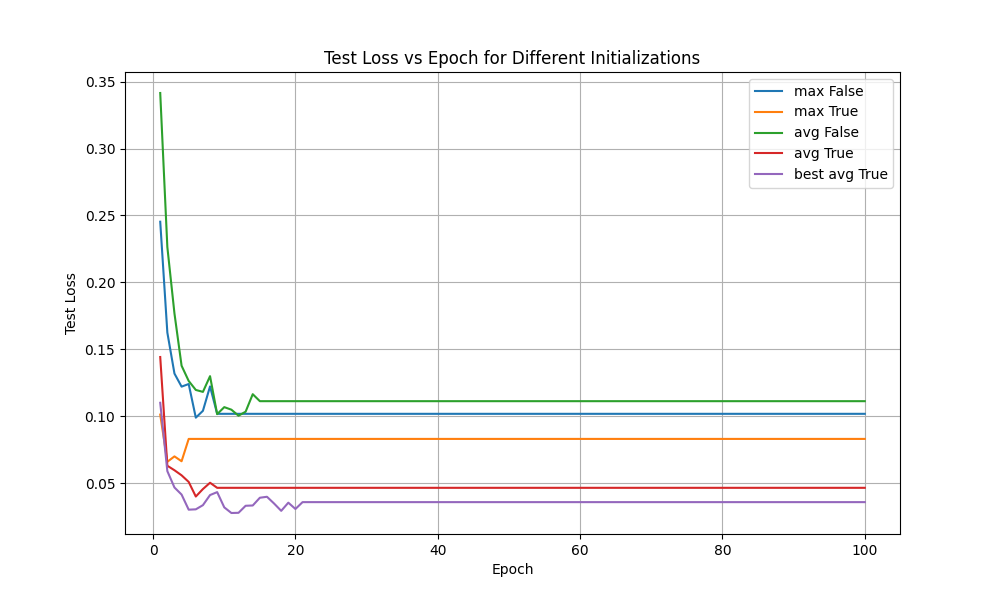 Test Loss vs Epoch for Different Initializations
0.35
0.30
0.25
0.20
0.15
0.10
0.05
Test Loss
max False
max True
avg False
avg True
best avg True
0 20 40 60 80 100
Epoch